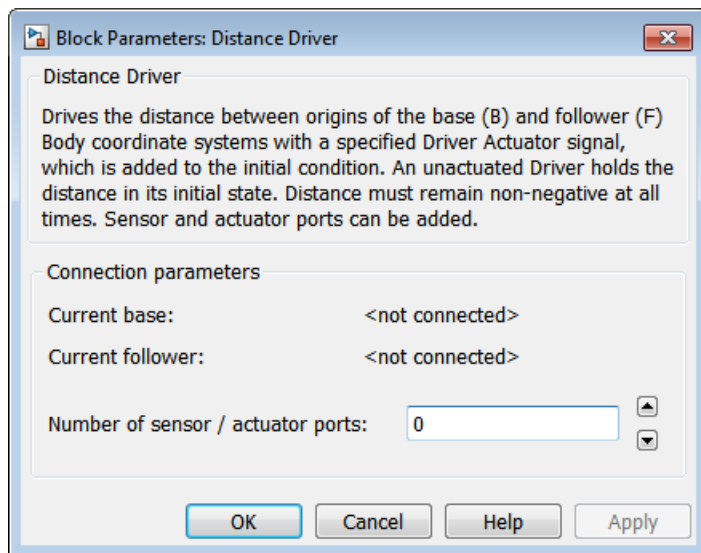 Block Parameters: Distance Driver
Distance Driver
Drives the distance between origins of the base (B) and follower (F)
Body coordinate systems with a specified Driver Actuator signal,
which is added to the initial condition. An unactuated Driver holds the
distance in its initial state. Distance must remain non-negative at all
times. Sensor and actuator ports can be added.
Connection parameters
Current base: <not connected>
Current follower: <not connected>
Number of sensor / actuator ports: 0
OK Cancel Help Apply